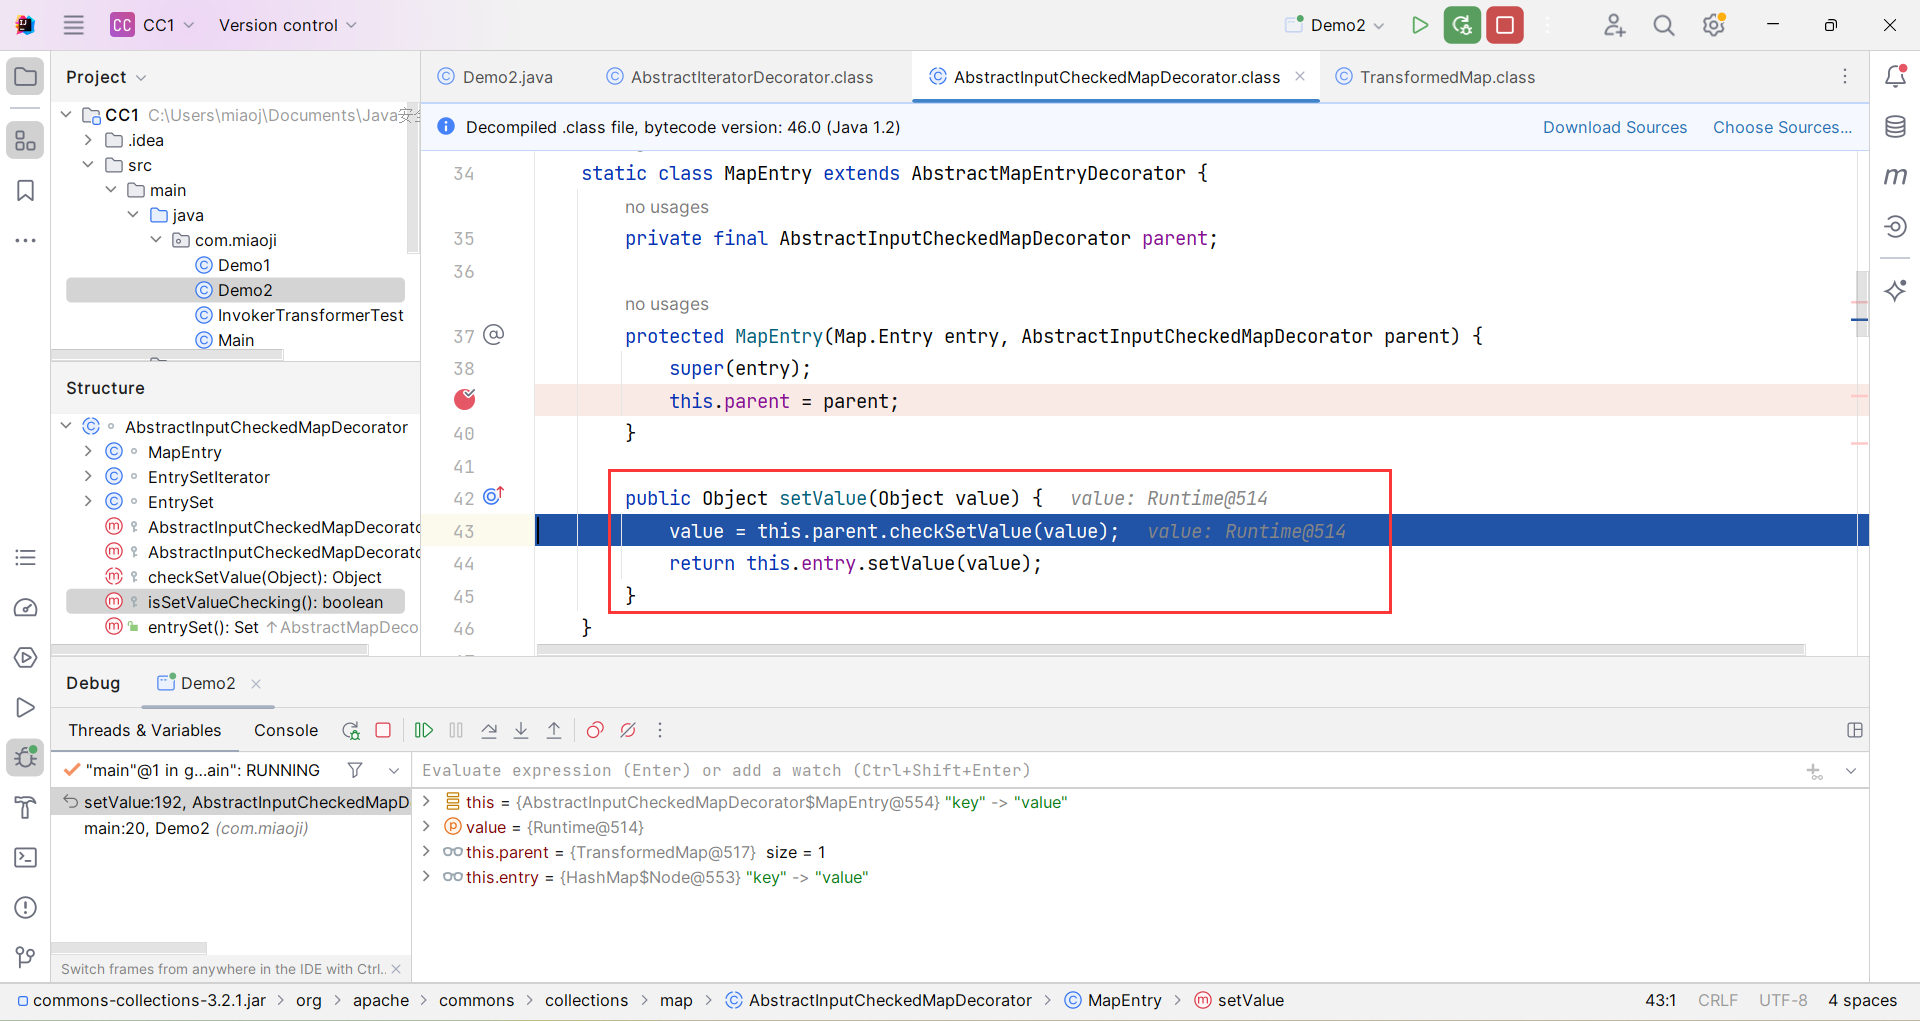 CC CC1 Version control Demo2
Project
CC1 C:\Users\miaoj\Documents\Java安全
.idea
src
main
java
com.miaoji
Demo1
Demo2
InvokerTransformerTest
Main
Structure
AbstractInputCheckedMapDecorator
MapEntry
EntrySetIterator
EntrySet
AbstractInputCheckedMapDecorato
AbstractInputCheckedMapDecorato
checkSetValue(Object): Object
isSetValueChecking(): boolean
entrySet(): Set ↑AbstractMapDeco
Demo2.java AbstractIteratorDecorator.class AbstractInputCheckedMapDecorator.class TransformedMap.class
Decompiled .class file, bytecode version: 46.0 (Java 1.2) Download Sources Choose Sources...
34 static class MapEntry extends AbstractMapEntryDecorator {
no usages
35 private final AbstractInputCheckedMapDecorator parent;
36
no usages
37 protected MapEntry(Map.Entry entry, AbstractInputCheckedMapDecorator parent) {
38 super(entry);
this.parent = parent;
40 }
41
42 public Object setValue(Object value) { value: Runtime@514
43 value = this.parent.checkSetValue(value); value: Runtime@514
44 return this.entry.setValue(value);
45 }
46 }
Debug Demo2
Threads & Variables Console
"main"@1 in g...ain": RUNNING
Evaluate expression (Enter) or add a watch (Ctrl+Shift+Enter)
setValue:192, AbstractInputCheckedMapD
main:20, Demo2 (com.miaoji)
this = {AbstractInputCheckedMapDecorator$MapEntry@554} "key" -> "value"
value = {Runtime@514}
this.parent = {TransformedMap@517} size = 1
this.entry = {HashMap$Node@553} "key" -> "value"
Switch frames from anywhere in the IDE with Ctrl..
commons-collections-3.2.1.jar > org > apache > commons > collections > map > AbstractInputCheckedMapDecorator > MapEntry > setValue 43:1 CRLF UTF-8 4 spaces